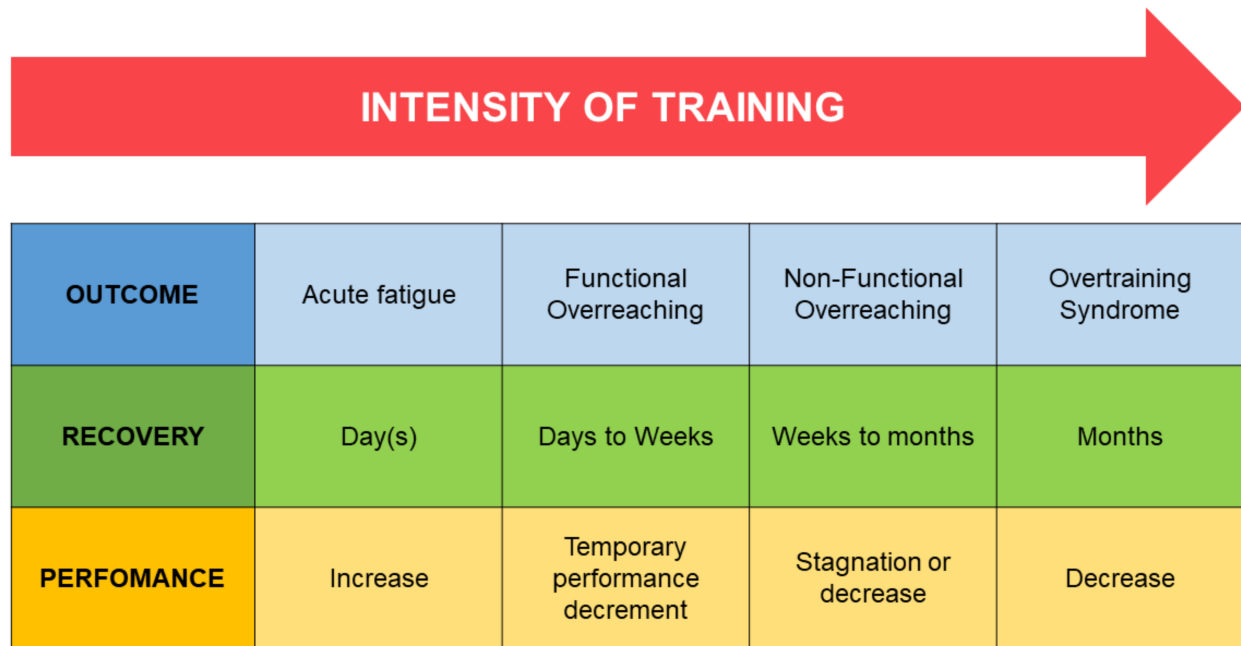 INTENSITY OF TRAINING
OUTCOME
Acute fatigue
Functional
Overreaching
Non-Functional
Overreaching
Overtraining
Syndrome
RECOVERY
Day(s)
Days to Weeks
Weeks to months
Months
PERFOMANCE
Increase
Temporary
performance
decrement
Stagnation or
decrease
Decrease